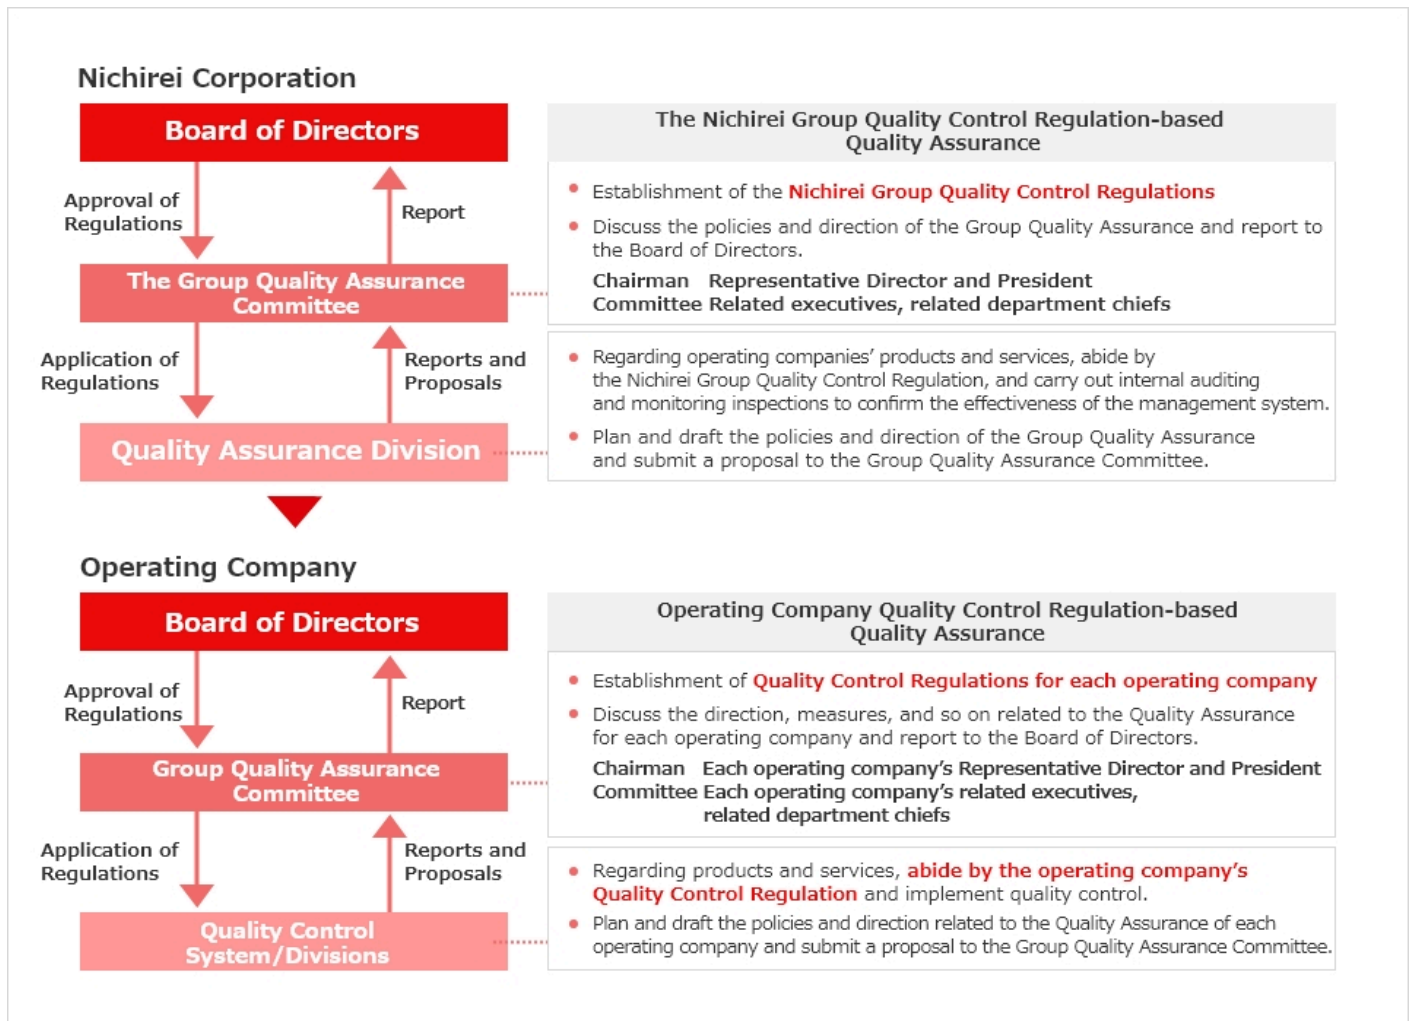 Nichirei Corporation
Board of Directors
Approval of
Regulations
Report
The Group Quality Assurance
Committee
Application of
Regulations
Reports and
Proposals
Quality Assurance Division
The Nichirei Group Quality Control Regulation-based
Quality Assurance
• Establishment of the Nichirei Group Quality Control Regulations
• Discuss the policies and direction of the Group Quality Assurance and report to
the Board of Directors.
Chairman Representative Director and President
Committee Related executives, related department chiefs
• Regarding operating companies’ products and services, abide by
the Nichirei Group Quality Control Regulation, and carry out internal auditing
and monitoring inspections to confirm the effectiveness of the management system.
• Plan and draft the policies and direction of the Group Quality Assurance
and submit a proposal to the Group Quality Assurance Committee.
Operating Company
Board of Directors
Approval of
Regulations
Report
Group Quality Assurance
Committee
Application of
Regulations
Reports and
Proposals
Quality Control
System/Divisions
Operating Company Quality Control Regulation-based
Quality Assurance
• Establishment of Quality Control Regulations for each operating company
• Discuss the direction, measures, and so on related to the Quality Assurance
for each operating company and report to the Board of Directors.
Chairman Each operating company’s Representative Director and President
Committee Each operating company’s related executives,
related department chiefs
• Regarding products and services, abide by the operating company’s
Quality Control Regulation and implement quality control.
• Plan and draft the policies and direction related to the Quality Assurance of each
operating company and submit a proposal to the Group Quality Assurance Committee.